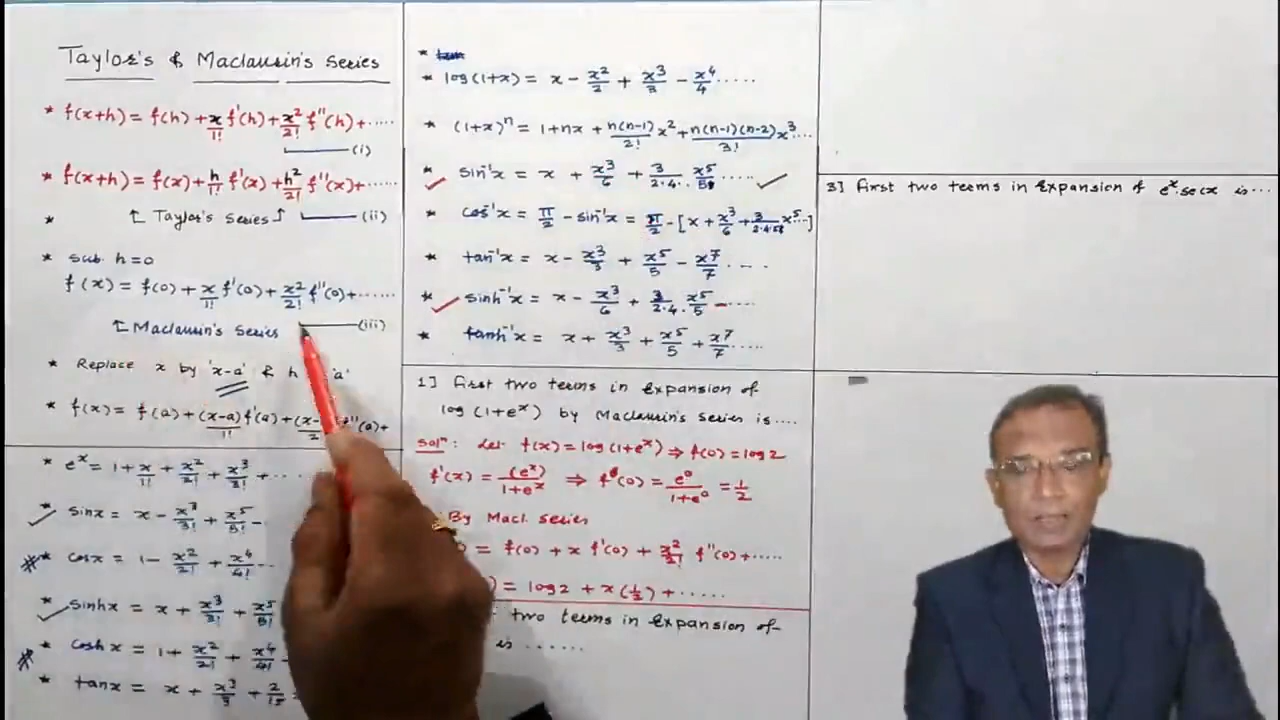 Taylor's & Maclaurin's Series
* f(x+h) = f(h) + x/1! f'(h) + x²/2! f''(h) + .....
(i)
* f(x+h) = f(x) + h/1! f'(x) + h²/2! f''(x) + ......
* ↑ Taylor's Series ↑ (ii)
* sub. h=0
f(x) = f(0) + x/1! f'(0) + x²/2! f''(0) + ......
↑ Maclaurin's Series (iii)
* Replace x by 'x-a' & h 'a'
* f(x) = f(a) + (x-a)/1! f'(a) + (x- ''(a) +
* eˣ = 1 + x/1! + x²/2! + x³/3! + ...
* sinx = x - x³/3! + x⁵/5! -
* cosx = 1 - x²/2! + x⁴/4! ...
* sinhx = x + x³/3! + x⁵/5!
* coshx = 1 + x²/2! + x⁴/4!
* tanx = x + x³/3 + 2/15
*
* log(1+x) = x - x²/2 + x³/3 - x⁴/4 .....
* (1+x)ⁿ = 1 + nx + n(n-1)/2! x² + n(n-1)(n-2)/3! x³...
* sin⁻¹x = x + x³/6 + 3/2·4.. x⁵/5 .....
* cos⁻¹x = π/2 - sin⁻¹x = π/2 - [x + x³/6 + 3/2·4·5 x⁵...]
* tan⁻¹x = x - x³/3 + x⁵/5 - x⁷/7 ....
* sinh⁻¹x = x - x³/6 + 3/2·4. x⁵/5 - ....
* tanh⁻¹x = x + x³/3 + x⁵/5 + x⁷/7 .....
1] First two terms in Expansion of
log(1+eˣ) by Maclaurin's series is ....
Solⁿ: Let f(x) = log(1+eˣ) ⇒ f(0) = log2
f'(x) = (eˣ)/1+eˣ ⇒ f'(0) = e⁰/1+e⁰ = 1/2
By Macl. Series
= f(0) + x f'(0) + x²/2! f''(0) + .....
) = log2 + x(1/2) + .....
two terms in Expansion of
is ......
3] First two terms in Expansion of eˣ.secx is ...